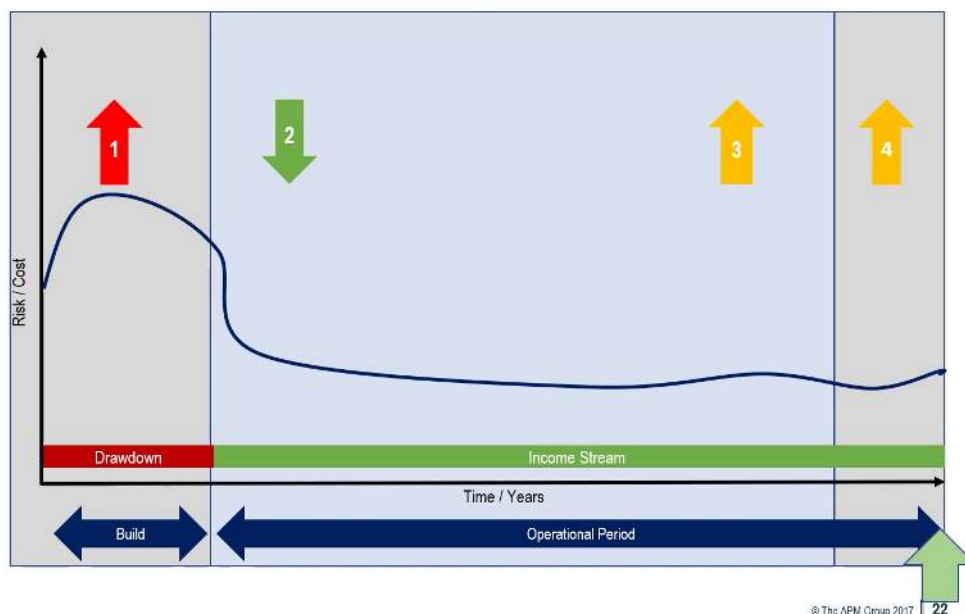 1
2
3
4
Risk / Cost
Drawdown
Income Stream
Time / Years
Build
Operational Period
© The APM Group 2017
22